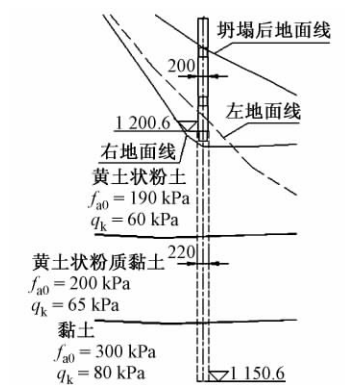 坍塌后地面线
200
左地面线
1 200.6
右地面线
黄土状粉土
fa0 = 190 kPa
qk = 60 kPa
220
黄土状粉质黏土
fa0 = 200 kPa
qk = 65 kPa
黏土
fa0 = 300 kPa
qk = 80 kPa
1 150.6